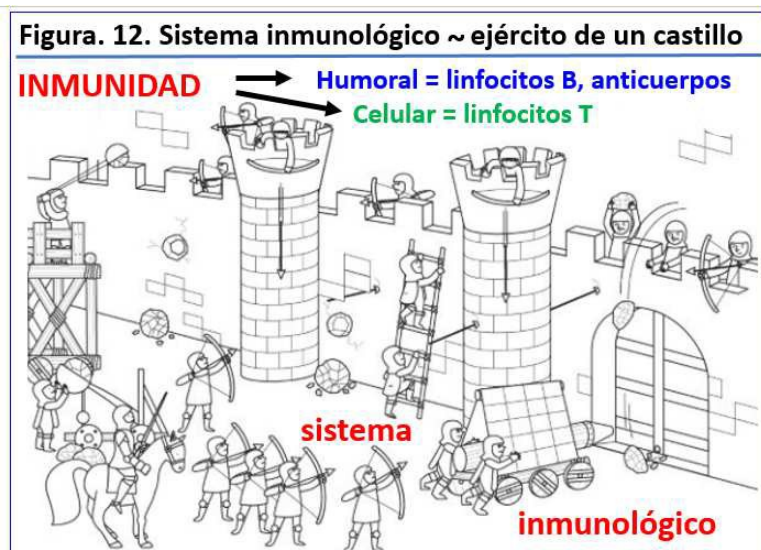 Figura. 12. Sistema inmunológico ~ ejército de un castillo
INMUNIDAD
Humoral = linfocitos B, anticuerpos
Celular = linfocitos T
sistema
inmunológico